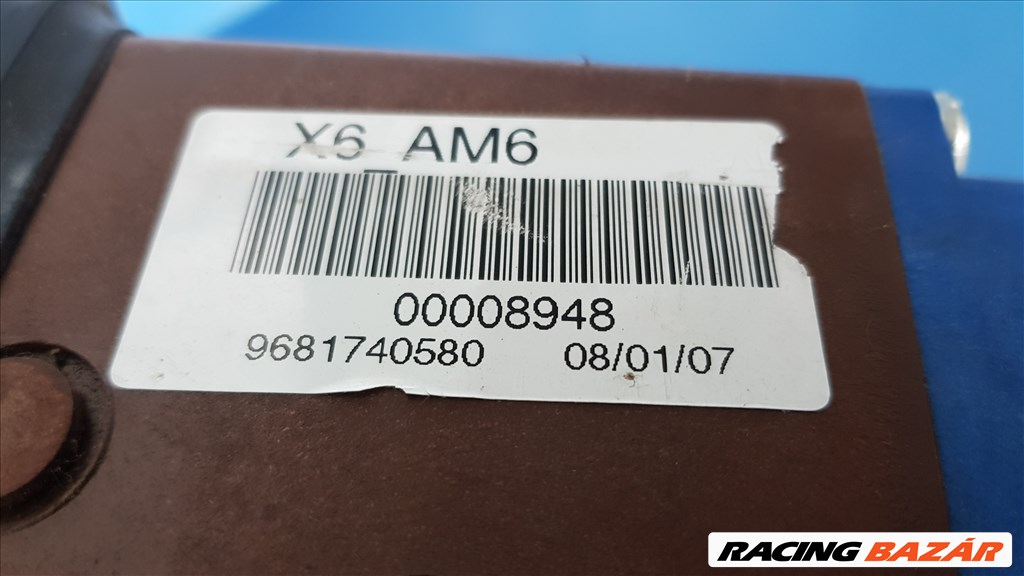 X6_AM6
00008948
9681740580 08/01/07
RACING BAZÁR